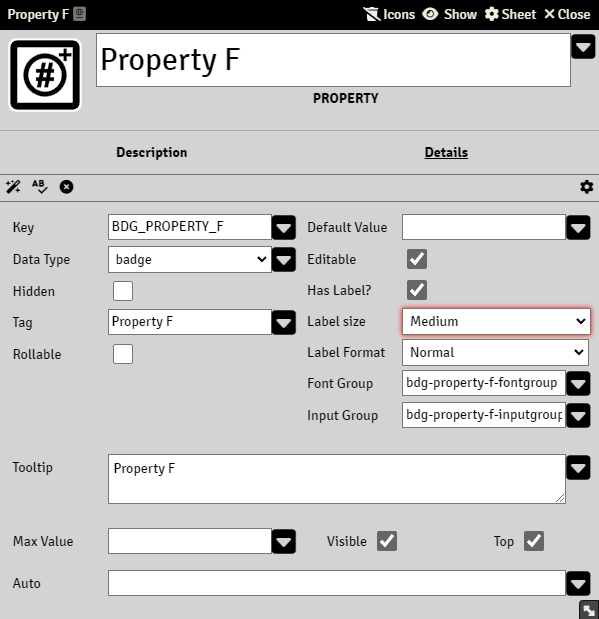 Property F Icons Show Sheet Close
Property F
PROPERTY
Description Details
Key BDG_PROPERTY_F Default Value
Data Type badge Editable
Hidden Has Label?
Tag Property F Label size Medium
Rollable Label Format Normal
Font Group bdg-property-f-fontgroup
Input Group bdg-property-f-inputgroup
Tooltip Property F
Max Value Visible Top
Auto